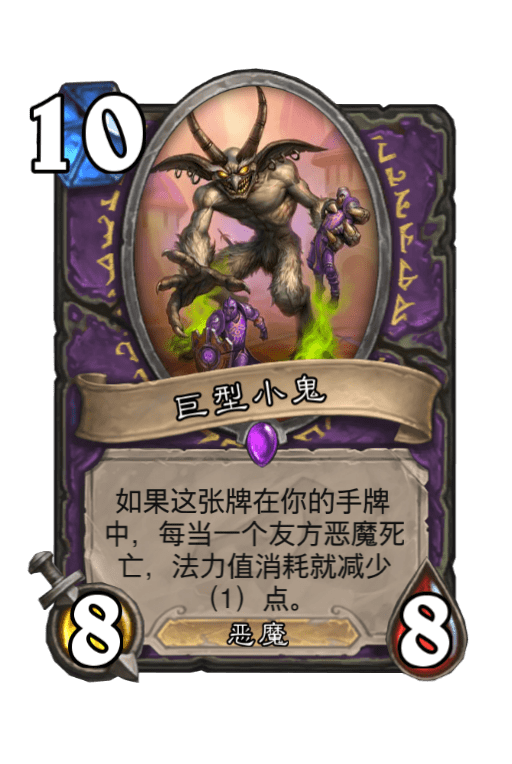 10
巨型小鬼
如果这张牌在你的手牌
中，每当一个友方恶魔死
亡，法力值消耗就减少
（1）点。
8
恶魔
8